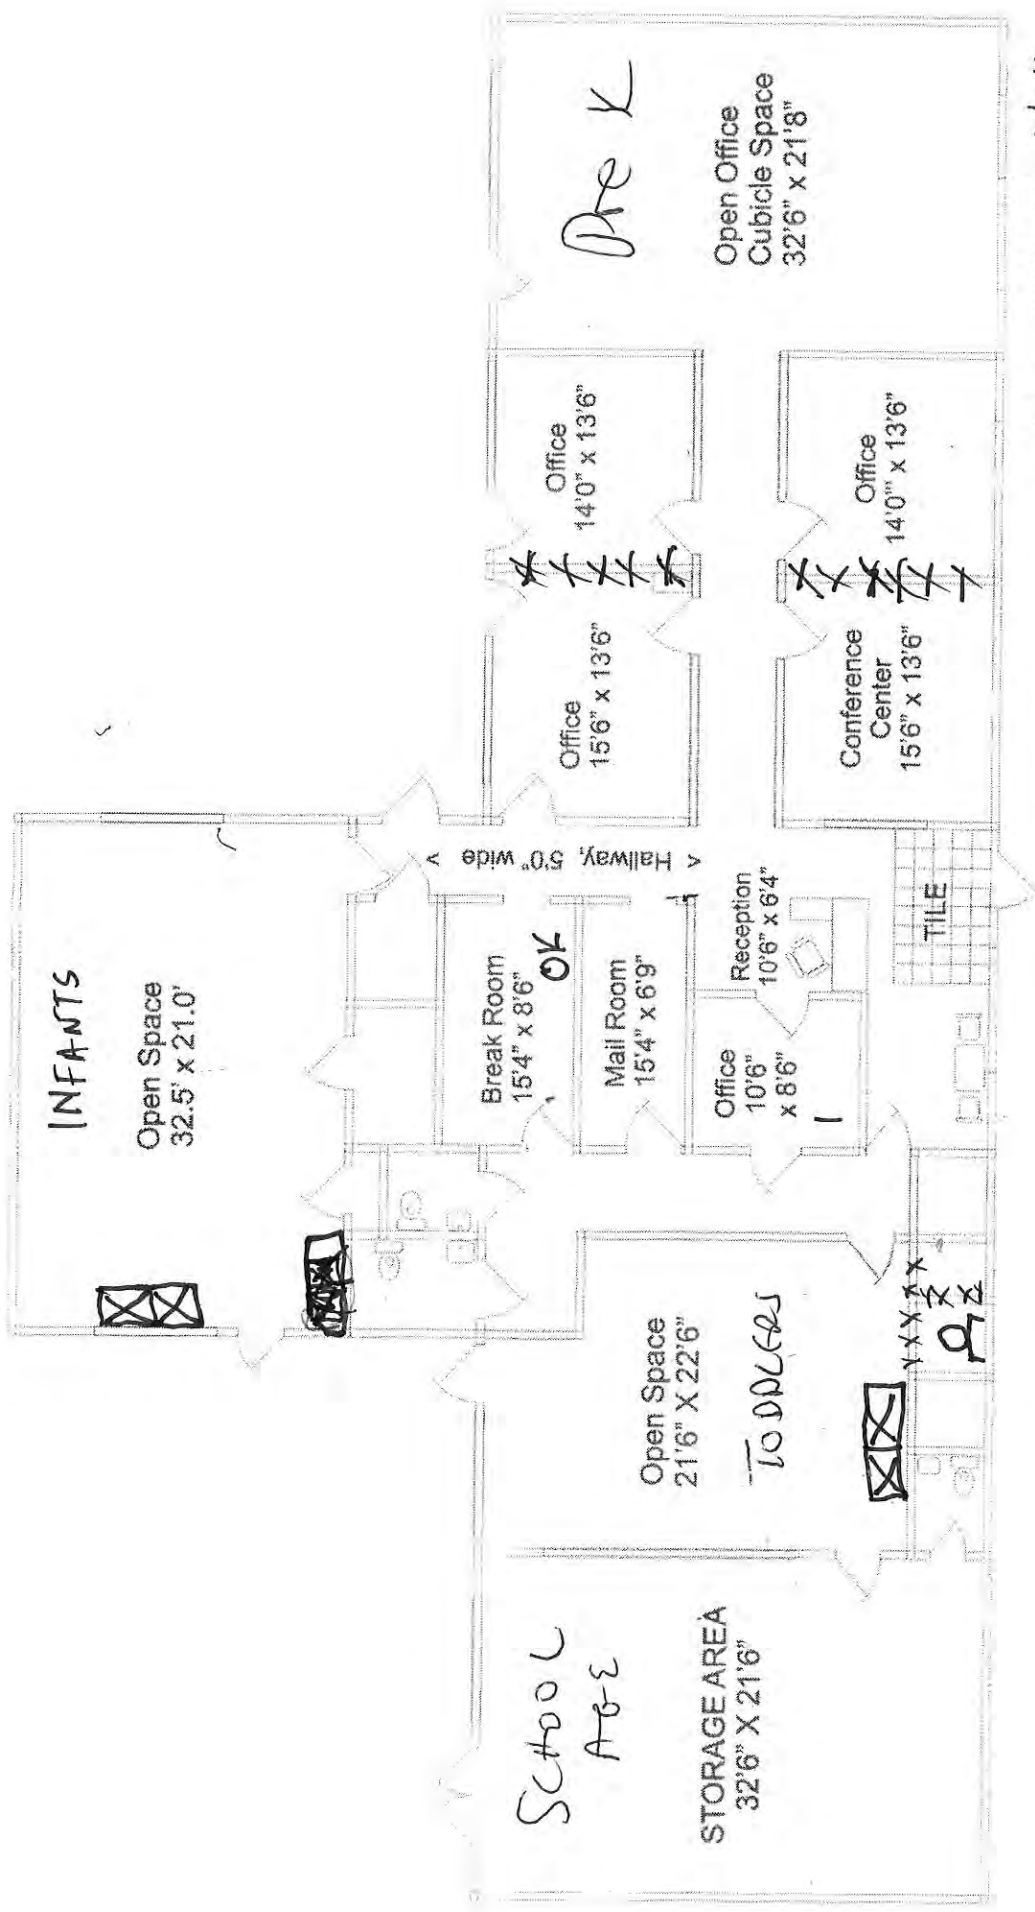 INFANTS
Open Space
32.5' x 21.0'
Pre K
Open Office
Cubicle Space
32'6" x 21'8"
Office
14'0" x 13'6"
Office
15'6" x 13'6"
Office
14'0'" x 13'6"
Conference
Center
15'6" x 13'6"
< Hallway, 5'0" wide >
Break Room
15'4" x 8'6"
OK
Mail Room
15'4" x 6'9"
Reception
10'6" x 6'4"
Office
10'6"
x 8'6"
TILE
Open Space
21'6" X 22'6"
TODDLERS
SCHOOL
AGE
STORAGE AREA
32'6" X 21'6"